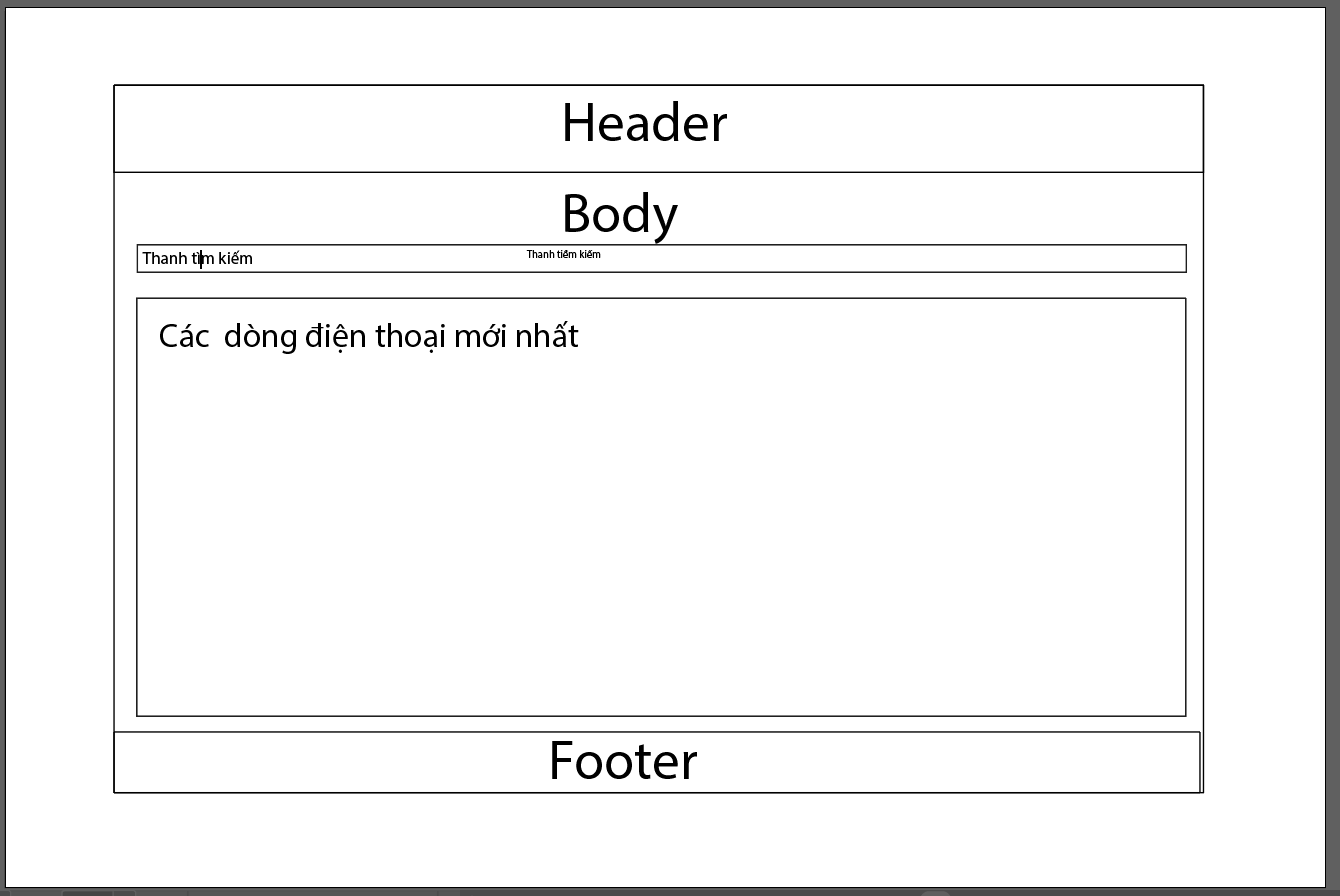 Header
Body
Thanh tìm kiếm
Thanh tiềm kiếm
Các dòng điện thoại mới nhất
Footer